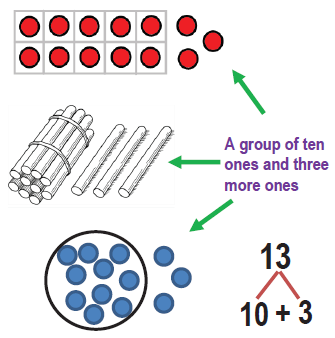 A group of ten
ones and three
more ones
13
10 + 3